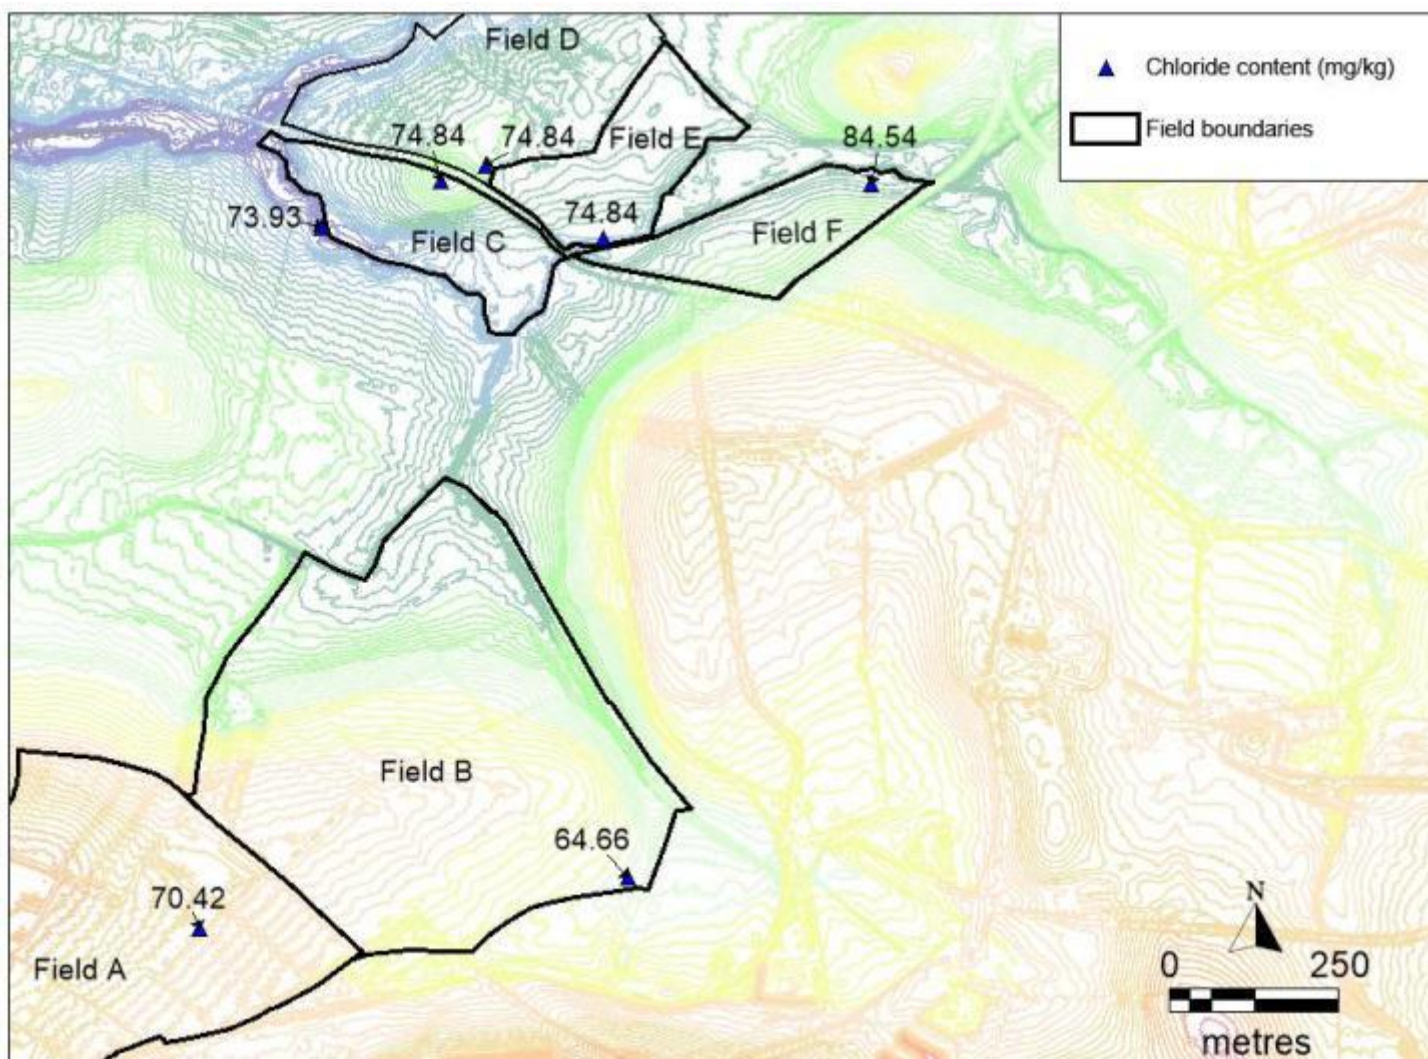 Field D
Chloride content (mg/kg)
Field boundaries
74.84
74.84
Field E
84.54
73.93
Field C
74.84
Field F
Field B
64.66
70.42
Field A
N
0 250
metres